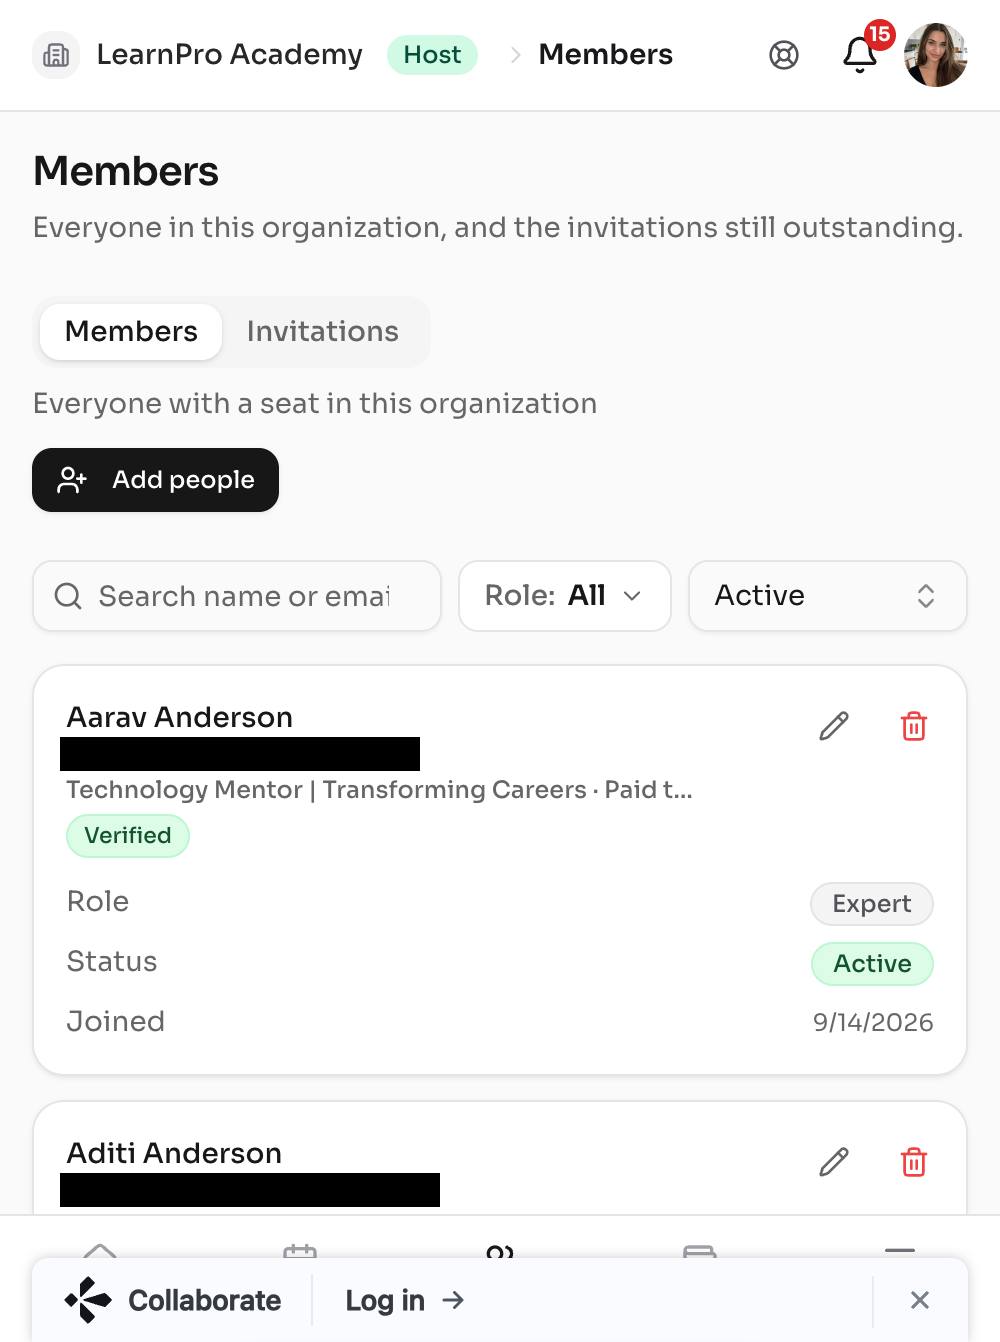 LearnPro Academy Host Members 15
Members
Everyone in this organization, and the invitations still outstanding.
Members Invitations
Everyone with a seat in this organization
Add people
Search name or emai
Role: All
Active
Aarav Anderson
Technology Mentor | Transforming Careers · Paid t...
Verified
Role Expert
Status Active
Joined 9/14/2026
Aditi Anderson
Collaborate Log in →